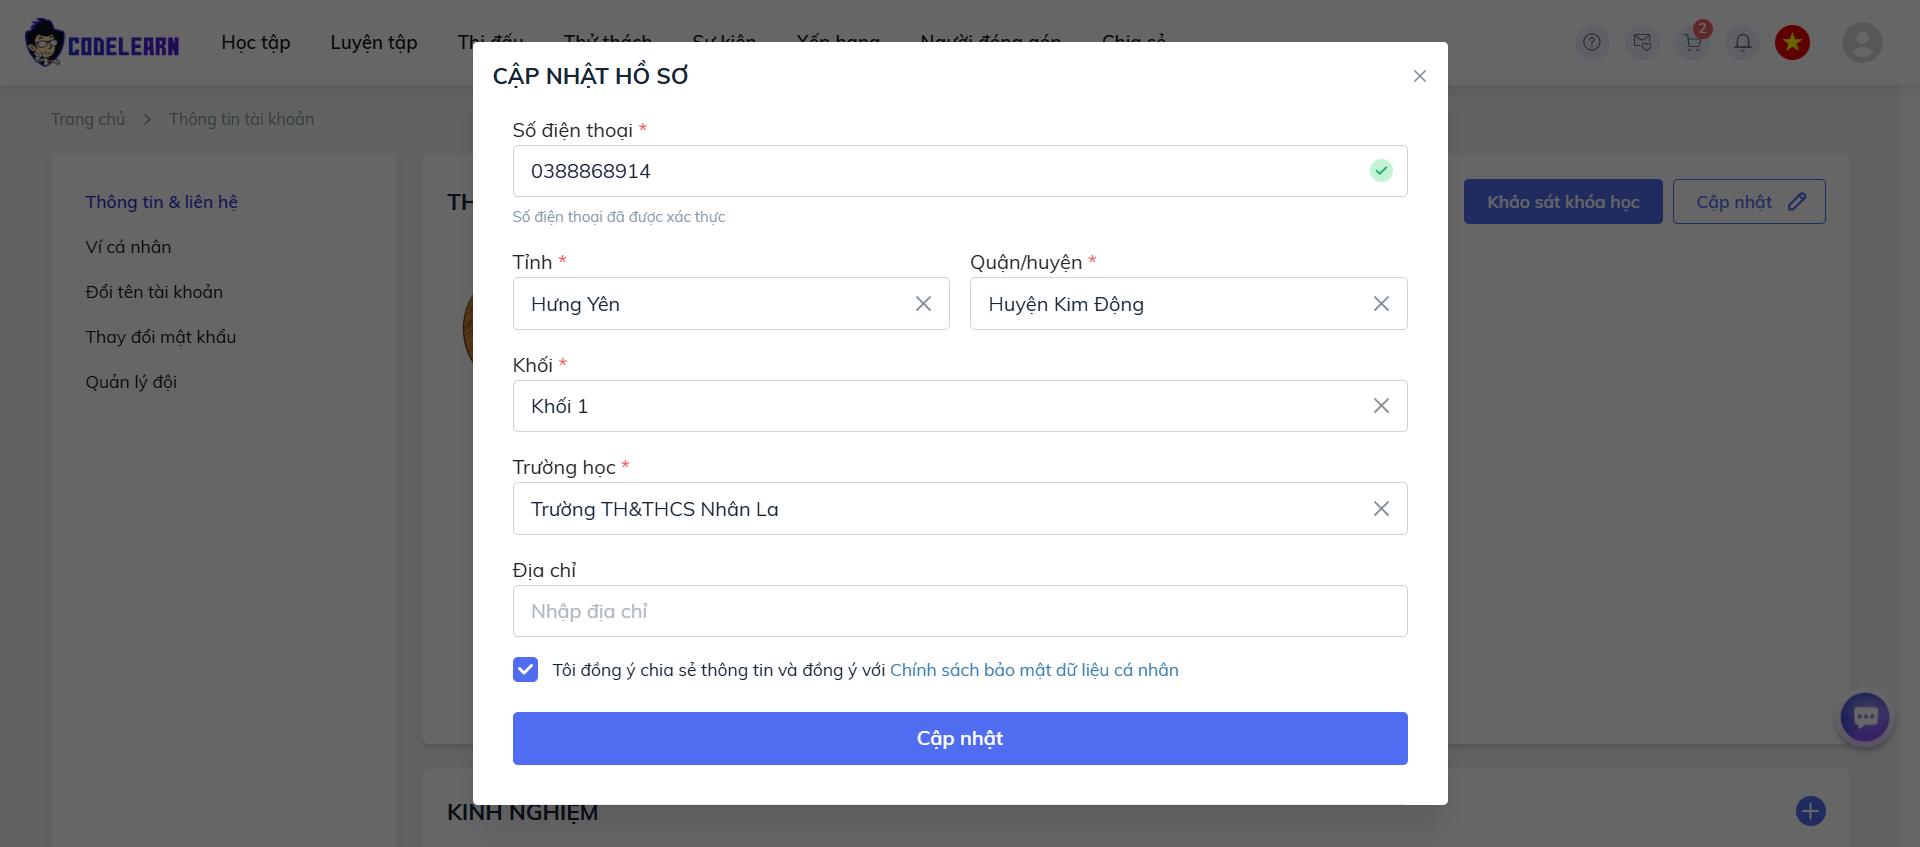 CODELEARN
Học tập
Luyện tập
Thi đấu
Thử thách
Sự kiện
Xếp hạng
Người đóng góp
Chia sẻ
2
Trang chủ
Thông tin tài khoản
Thông tin & liên hệ
Ví cá nhân
Đổi tên tài khoản
Thay đổi mật khẩu
Quản lý đội
TH
Khảo sát khóa học
Cập nhật
CẬP NHẬT HỒ SƠ
Số điện thoại *
0388868914
Số điện thoại đã được xác thực
Tỉnh *
Quận/huyện *
Hưng Yên
Huyện Kim Động
Khối *
Khối 1
Trường học *
Trường TH&THCS Nhân La
Địa chỉ
Nhập địa chỉ
Tôi đồng ý chia sẻ thông tin và đồng ý với Chính sách bảo mật dữ liệu cá nhân
Cập nhật
KINH NGHIỆM